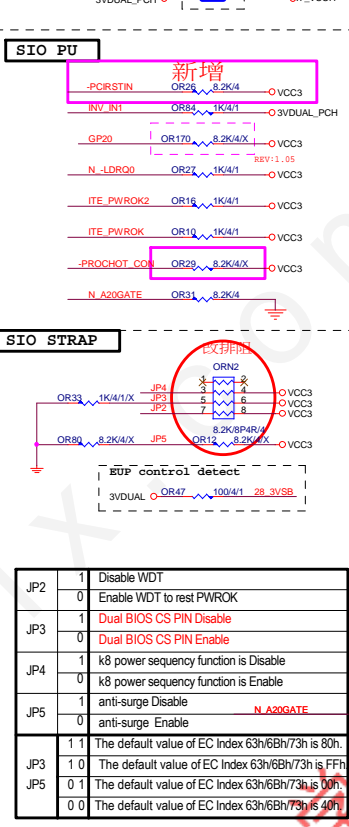 3VDUAL_PCH
SIO PU
新增
-PCIRSTIN OR26 8.2K/4 VCC3
INV_IN1 OR84 1K/4/1 3VDUAL_PCH
GP20 OR170 8.2K/4/X VCC3
REV:1.05
N_-LDRQ0 OR27 1K/4/1 VCC3
ITE_PWROK2 OR16 1K/4/1 VCC3
ITE_PWROK OR10 1K/4/1 VCC3
-PROCHOT_CON OR29 8.2K/4/X VCC3
N_A20GATE OR31 8.2K/4
SIO STRAP
改排阻
ORN2
1 2
JP4 3 4 VCC3
OR33 1K/4/1/X JP3 5 6 VCC3
JP2 7 8 VCC3
8.2K/8P4R/4
OR80 8.2K/4/X JP5 OR12 8.2K/4/X VCC3
EUP control detect
3VDUAL OR47 100/4/1 28_3VSB
JP2 1 Disable WDT
0 Enable WDT to rest PWROK
JP3 1 Dual BIOS CS PIN Disable
0 Dual BIOS CS PIN Enable
JP4 1 k8 power sequency function is Disable
0 k8 power sequency function is Enable
JP5 1 anti-surge Disable
N_A20GATE
0 anti-surge Enable
JP3 JP5 1 1 The default value of EC Index 63h/6Bh/73h is 80h.
1 0 The default value of EC Index 63h/6Bh/73h is FFh
0 1 The default value of EC Index 63h/6Bh/73h is 00h.
0 0 The default value of EC Index 63h/6Bh/73h is 40h.